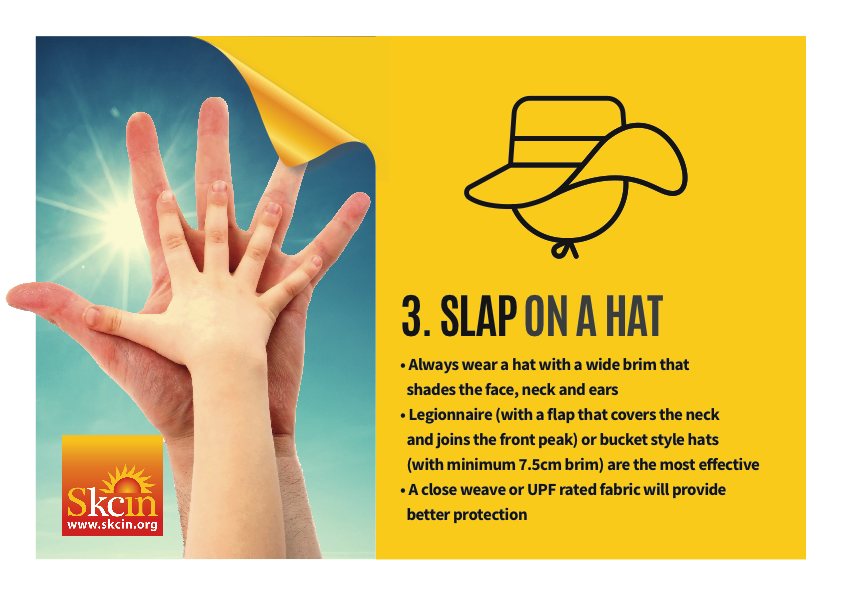 3. SLAP ON A HAT
• Always wear a hat with a wide brim that
shades the face, neck and ears
• Legionnaire (with a flap that covers the neck
and joins the front peak) or bucket style hats
(with minimum 7.5cm brim) are the most effective
• A close weave or UPF rated fabric will provide
better protection
Skcin
www.skcin.org